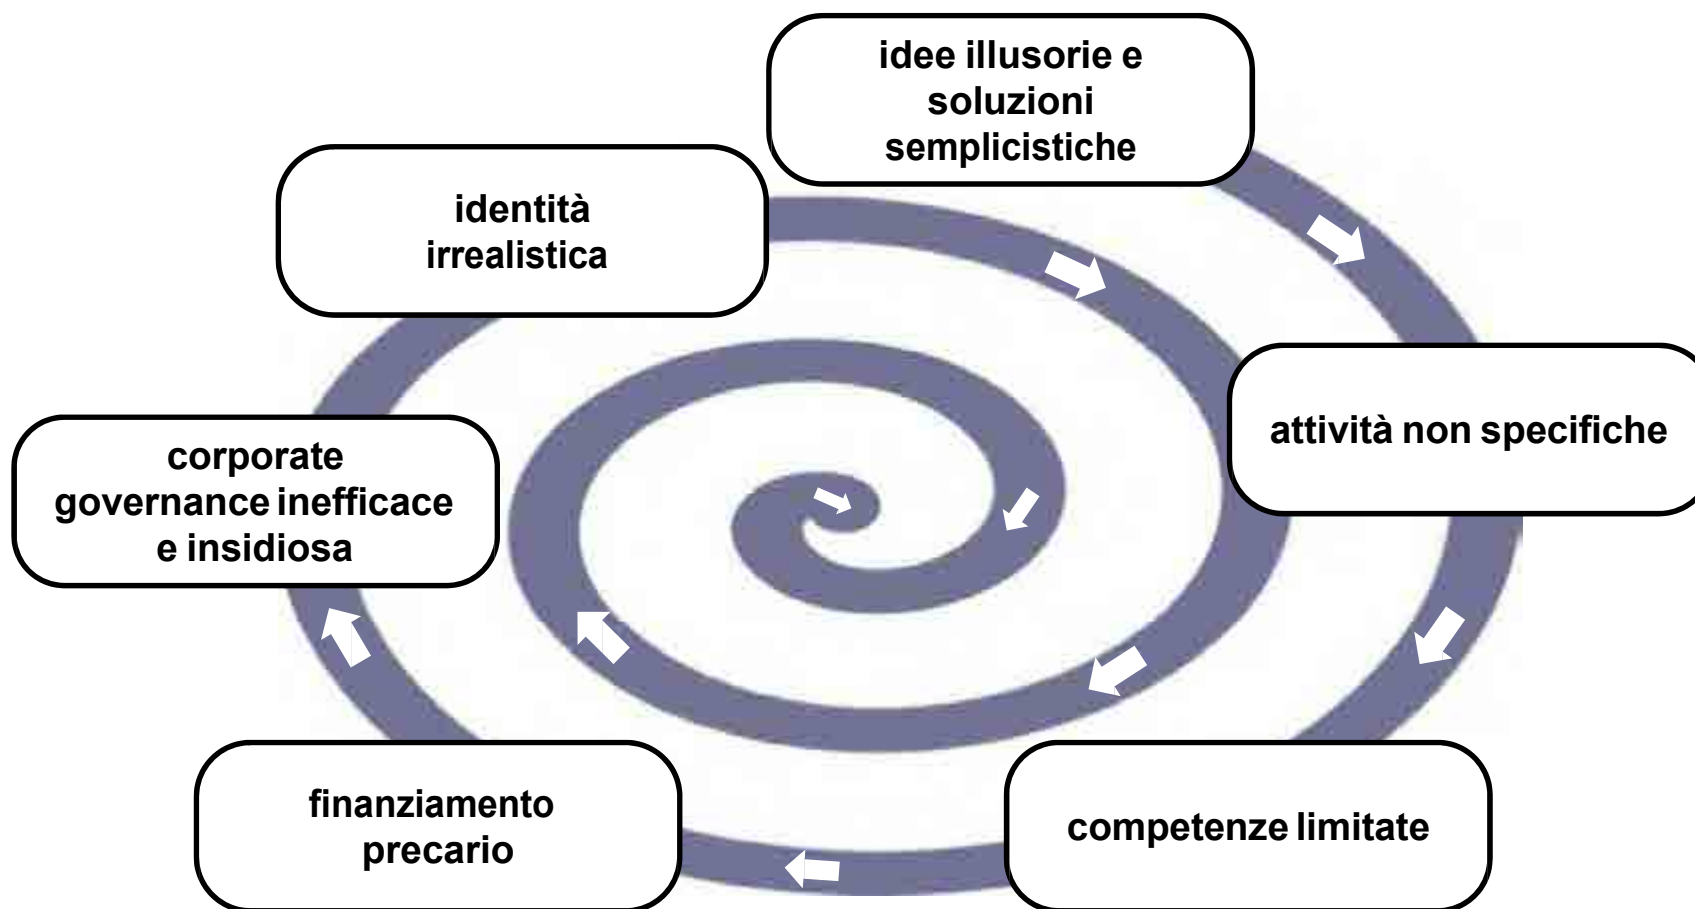 idee illusorie e
soluzioni
semplicistiche
identità
irrealistica
attività non specifiche
corporate
governance inefficace
e insidiosa
finanziamento
precario
competenze limitate